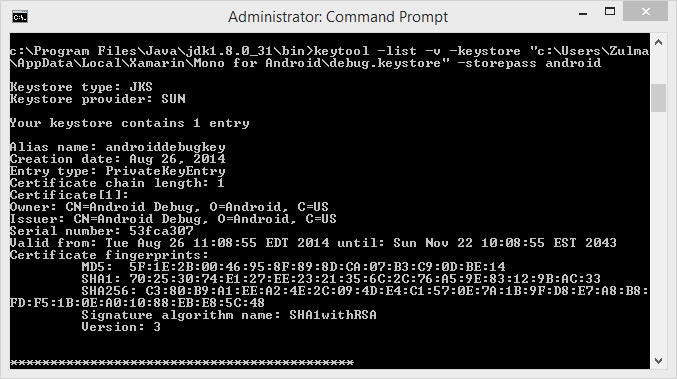 Administrator: Command Prompt
c:\Program Files\Java\jdk1.8.0_31\bin>keytool -list -v -keystore "c:\Users\Zulma
\AppData\Local\Xamarin\Mono for Android\debug.keystore" -storepass android
Keystore type: JKS
Keystore provider: SUN
Your keystore contains 1 entry
Alias name: androiddebugkey
Creation date: Aug 26, 2014
Entry type: PrivateKeyEntry
Certificate chain length: 1
Certificate[1]:
Owner: CN=Android Debug, O=Android, C=US
Issuer: CN=Android Debug, O=Android, C=US
Serial number: 53fca307
Valid from: Tue Aug 26 11:08:55 EDT 2014 until: Sun Nov 22 10:08:55 EST 2043
Certificate fingerprints:
MD5:  5F:1E:2B:00:46:95:8F:89:8D:CA:07:B3:C9:0D:BE:14
SHA1: 70:25:30:74:E1:27:EE:23:21:35:6C:2C:76:A5:9E:83:12:9B:AC:33
SHA256: C3:80:B9:A1:EE:A2:4E:2C:09:4D:E4:C1:57:0E:7A:1B:9F:D8:E7:A8:B8:
FD:F5:1B:0E:A0:10:88:EB:E8:5C:48
Signature algorithm name: SHA1withRSA
Version: 3
*******************************************